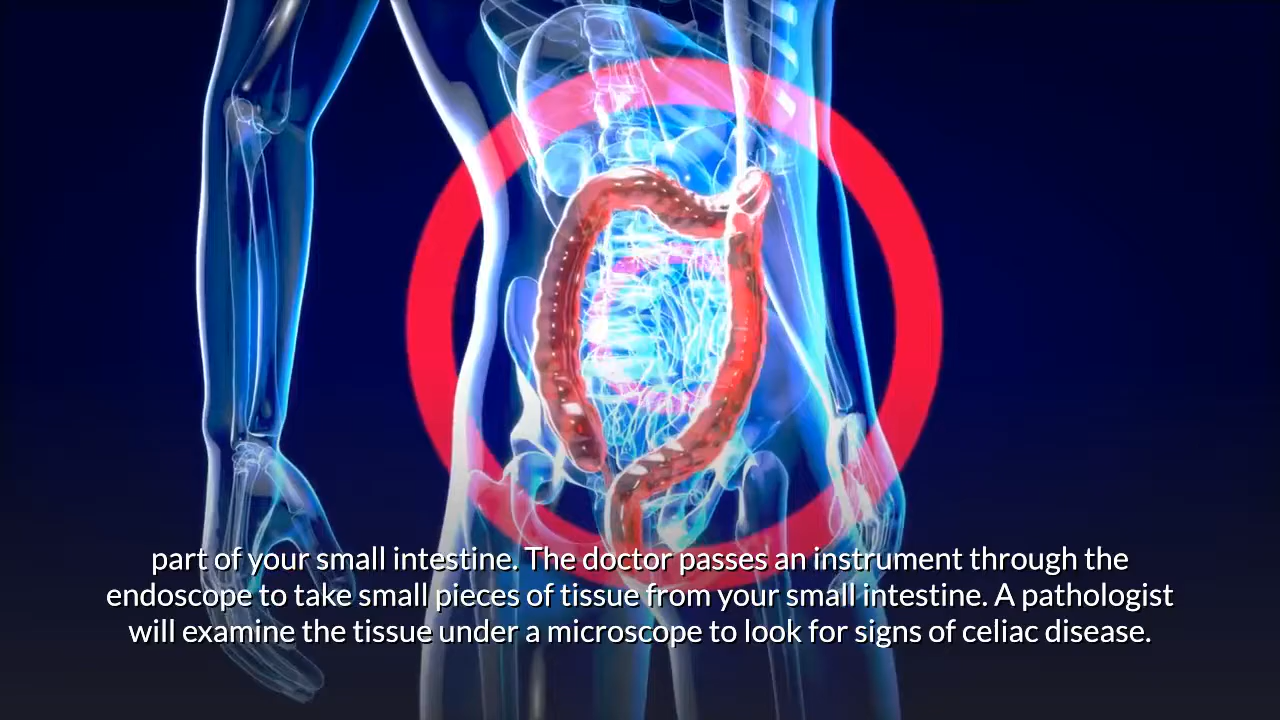 part of your small intestine. The doctor passes an instrument through the
endoscope to take small pieces of tissue from your small intestine. A pathologist
will examine the tissue under a microscope to look for signs of celiac disease.